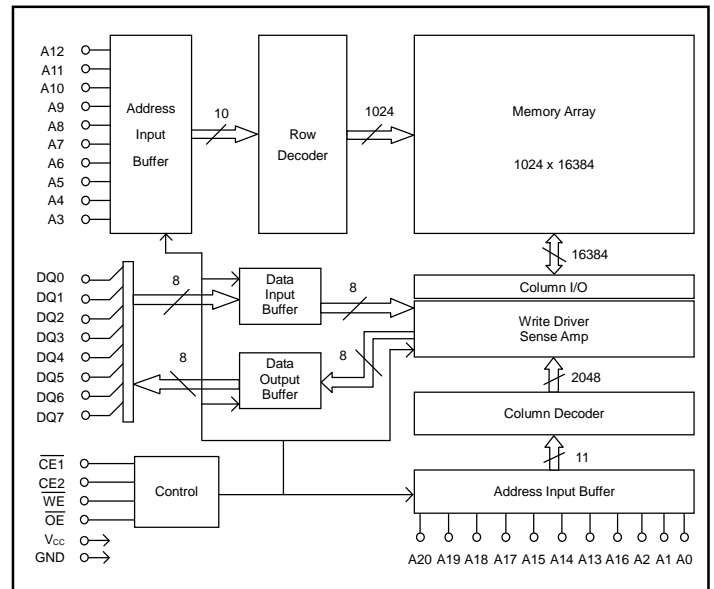 A12
A11
A10
A9
A8
A7
A6
A5
A4
A3
Address
Input
Buffer
10
Row
Decoder
1024
Memory Array
1024 x 16384
16384
DQ0
DQ1
DQ2
DQ3
DQ4
DQ5
DQ6
DQ7
8
Data
Input
Buffer
8
8
Data
Output
Buffer
8
Column I/O
Write Driver
Sense Amp
2048
Column Decoder
11
Address Input Buffer
C̅E̅1̅
CE2
W̅E̅
O̅E̅
Vcc
GND
Control
A20 A19 A18 A17 A15 A14 A13 A16 A2 A1 A0